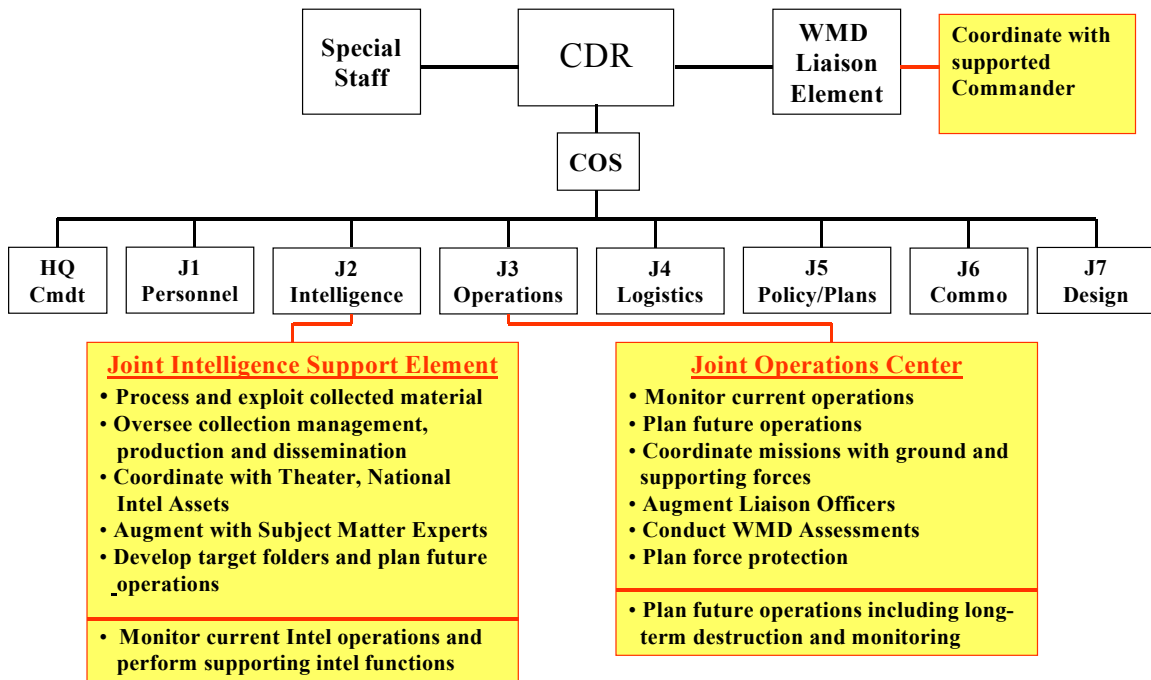 Special
Staff
CDR
WMD
Liaison
Element
Coordinate with
supported
Commander
COS
HQ
Cmdt
J1
Personnel
J2
Intelligence
J3
Operations
J4
Logistics
J5
Policy/Plans
J6
Commo
J7
Design
Joint Intelligence Support Element
• Process and exploit collected material
• Oversee collection management,
production and dissemination
• Coordinate with Theater, National
Intel Assets
• Augment with Subject Matter Experts
• Develop target folders and plan future
operations
• Monitor current Intel operations and
perform supporting intel functions
Joint Operations Center
• Monitor current operations
• Plan future operations
• Coordinate missions with ground and
supporting forces
• Augment Liaison Officers
• Conduct WMD Assessments
• Plan force protection
• Plan future operations including long-
term destruction and monitoring